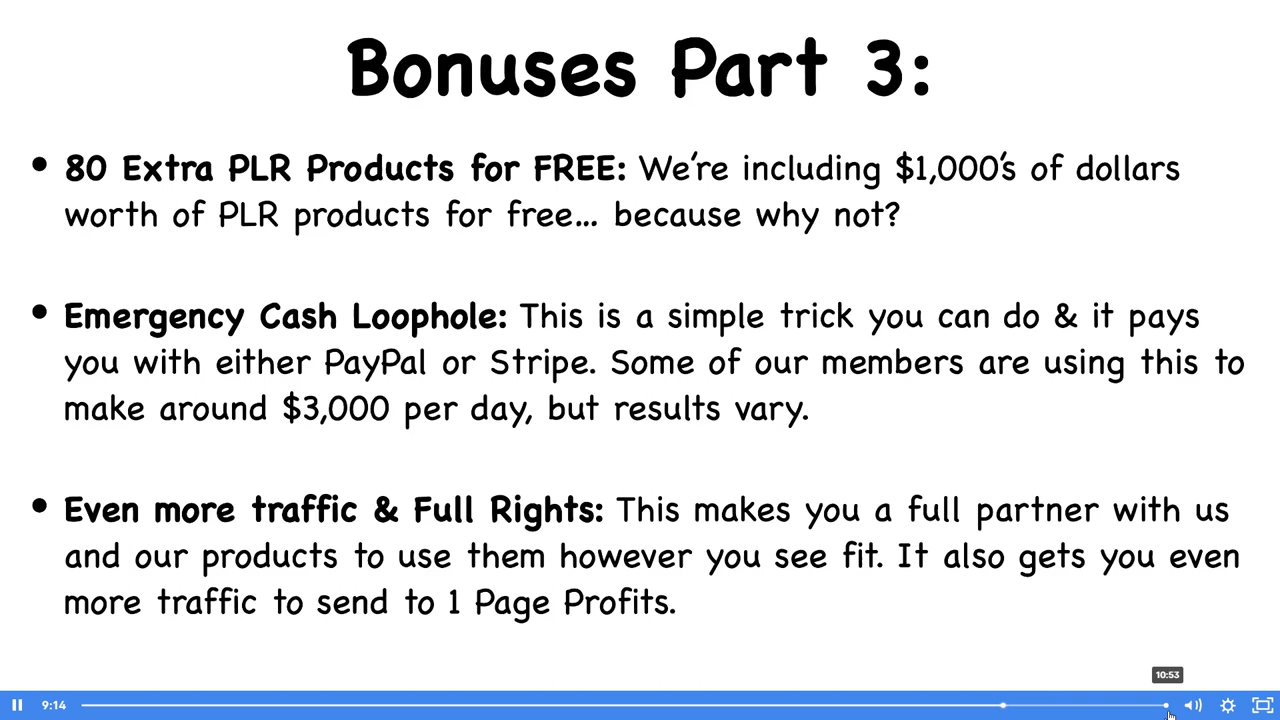 Bonuses Part 3:
• 80 Extra PLR Products for FREE: We're including $1,000's of dollars
worth of PLR products for free... because why not?
• Emergency Cash Loophole: This is a simple trick you can do & it pays
you with either PayPal or Stripe. Some of our members are using this to
make around $3,000 per day, but results vary.
• Even more traffic & Full Rights: This makes you a full partner with us
and our products to use them however you see fit. It also gets you even
more traffic to send to 1 Page Profits.
10:53
9:14